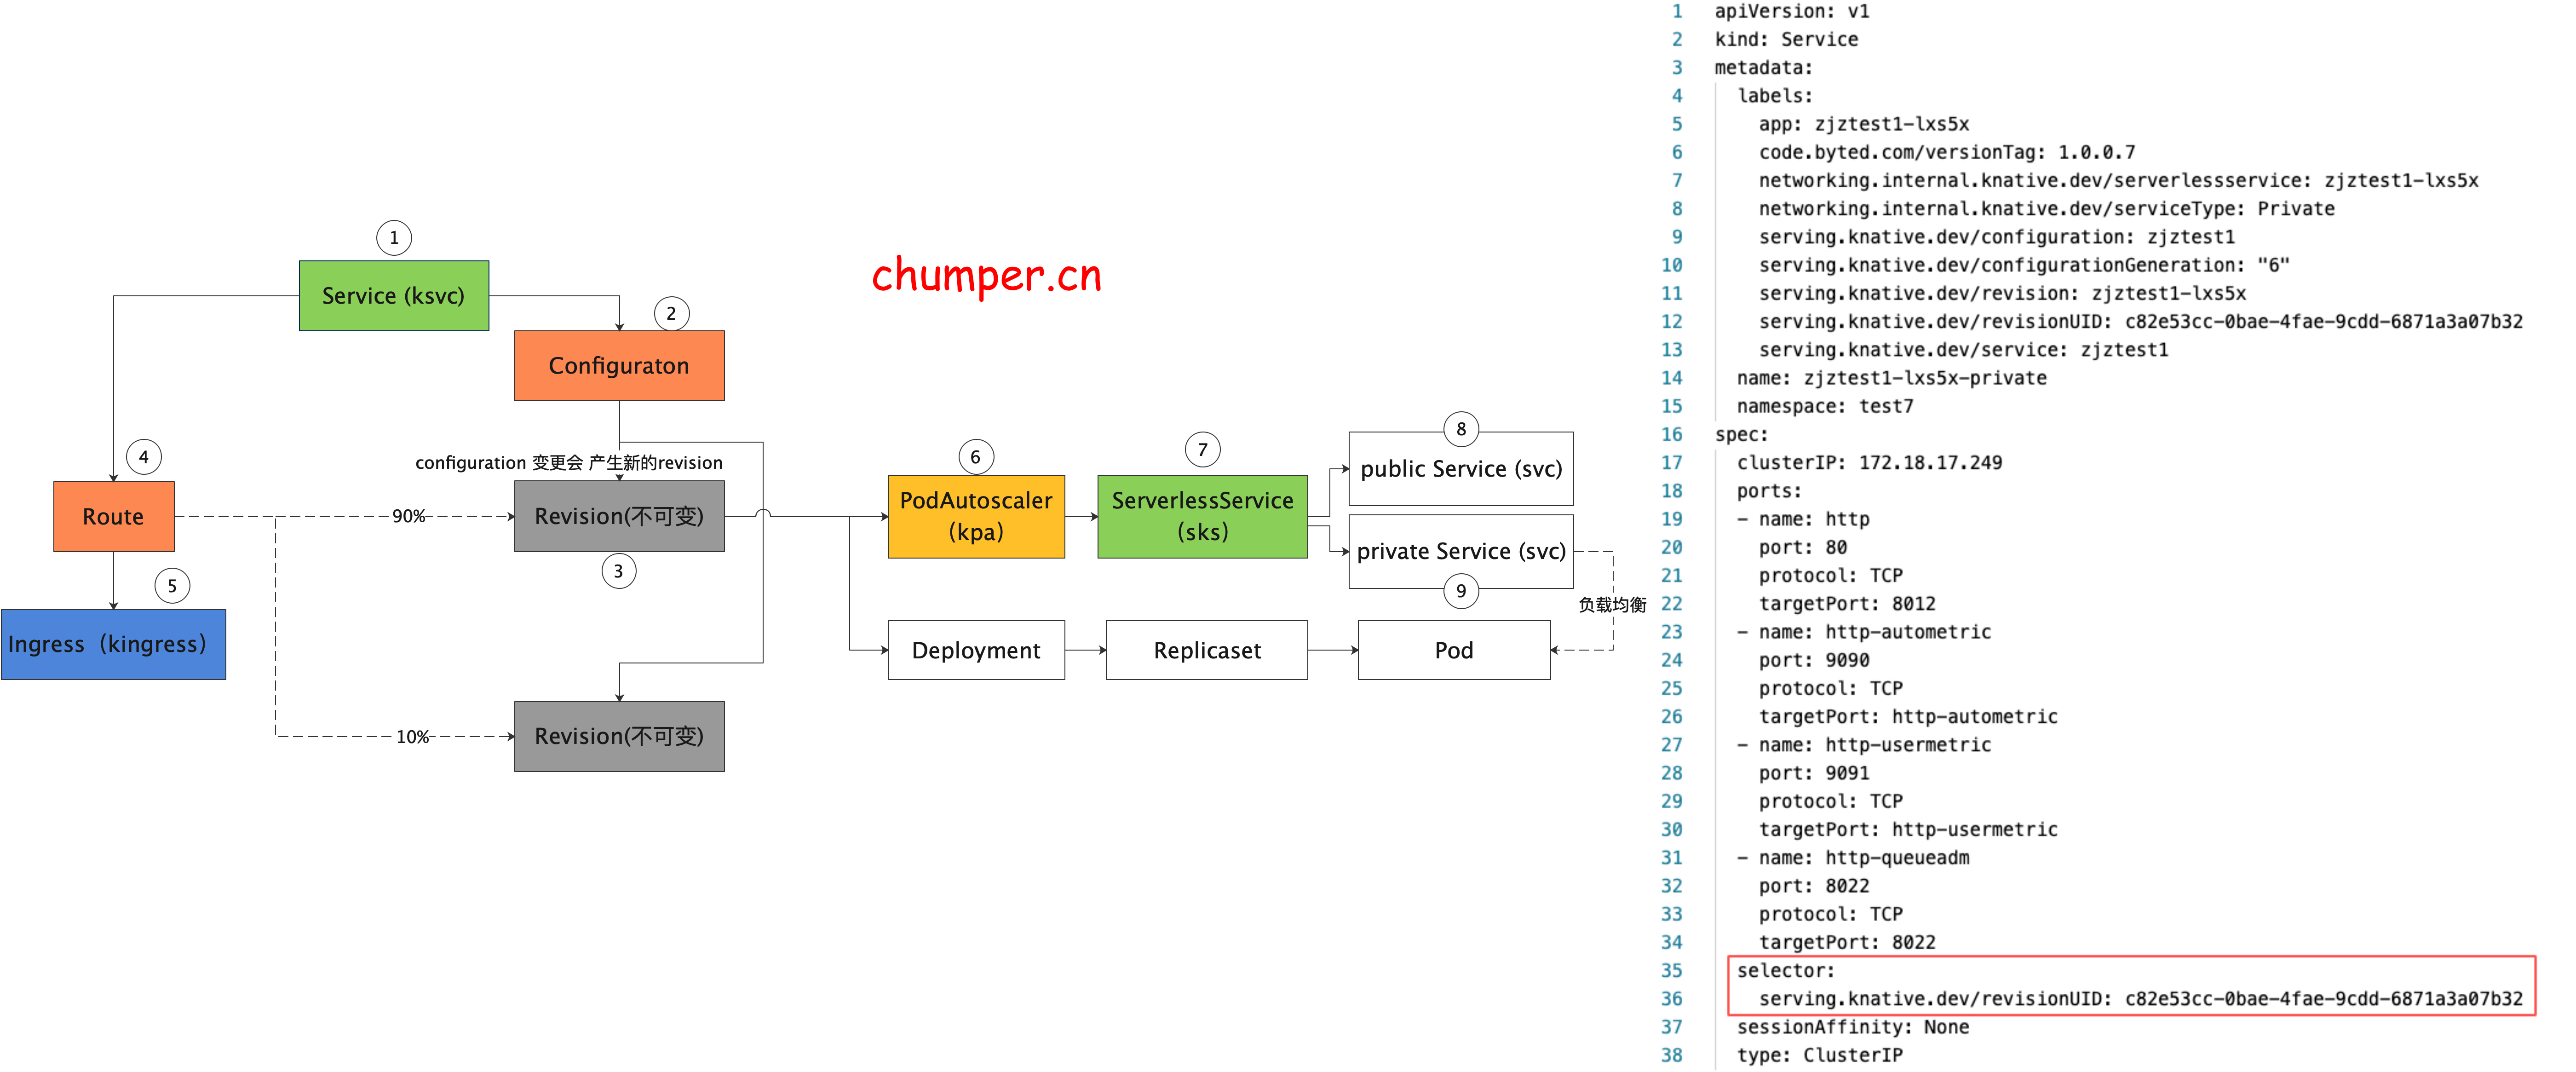 1
Service (ksvc)
2
Configuraton
chumper.cn
configuration 变更会 产生新的revision
4
Route
90%
Revision(不可变)
3
5
Ingress（kingress）
10%
Revision(不可变)
6
PodAutoscaler
(kpa)
7
ServerlessService
(sks)
8
public Service (svc)
private Service (svc)
9
负载均衡
Deployment
Replicaset
Pod
1 apiVersion: v1
2 kind: Service
3 metadata:
4 labels:
5 app: zjztest1-lxs5x
6 code.byted.com/versionTag: 1.0.0.7
7 networking.internal.knative.dev/serverlessservice: zjztest1-lxs5x
8 networking.internal.knative.dev/serviceType: Private
9 serving.knative.dev/configuration: zjztest1
10 serving.knative.dev/configurationGeneration: "6"
11 serving.knative.dev/revision: zjztest1-lxs5x
12 serving.knative.dev/revisionUID: c82e53cc-0bae-4fae-9cdd-6871a3a07b32
13 serving.knative.dev/service: zjztest1
14 name: zjztest1-lxs5x-private
15 namespace: test7
16 spec:
17 clusterIP: 172.18.17.249
18 ports:
19 - name: http
20 port: 80
21 protocol: TCP
22 targetPort: 8012
23 - name: http-autometric
24 port: 9090
25 protocol: TCP
26 targetPort: http-autometric
27 - name: http-usermetric
28 port: 9091
29 protocol: TCP
30 targetPort: http-usermetric
31 - name: http-queueadm
32 port: 8022
33 protocol: TCP
34 targetPort: 8022
35 selector:
36 serving.knative.dev/revisionUID: c82e53cc-0bae-4fae-9cdd-6871a3a07b32
37 sessionAffinity: None
38 type: ClusterIP